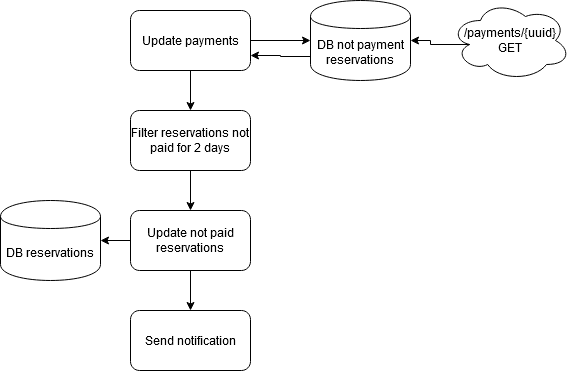 Update payments
DB not payment
reservations
/payments/{uuid}
GET
Filter reservations not
paid for 2 days
Update not paid
reservations
DB reservations
Send notification